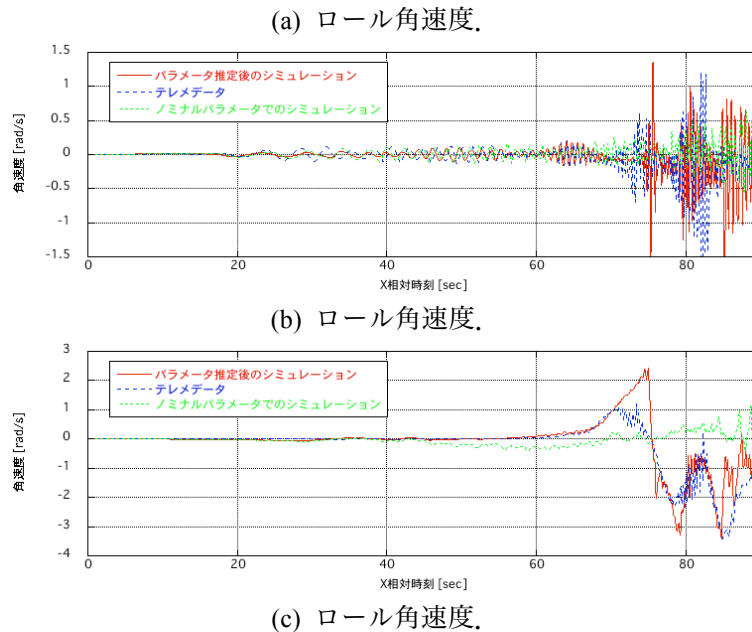 (a) ロール角速度.
1.5
1
0.5
0
-0.5
-1
-1.5
角速度 [rad/s]
パラメータ推定後のシミュレーション
テレメデータ
ノミナルパラメータでのシミュレーション
0 20 40 60 80
X相対時刻 [sec]
(b) ロール角速度.
3
2
1
0
-1
-2
-3
-4
角速度 [rad/s]
パラメータ推定後のシミュレーション
テレメデータ
ノミナルパラメータでのシミュレーション
0 20 40 60 80
X相対時刻 [sec]
(c) ロール角速度.